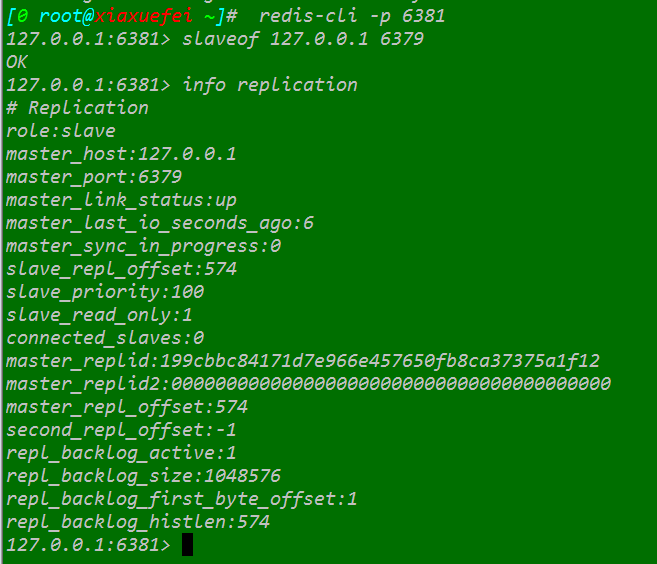 [0 root@xiaxuefei ~]#  redis-cli -p 6381
127.0.0.1:6381> slaveof 127.0.0.1 6379
OK
127.0.0.1:6381> info replication
# Replication
role:slave
master_host:127.0.0.1
master_port:6379
master_link_status:up
master_last_io_seconds_ago:6
master_sync_in_progress:0
slave_repl_offset:574
slave_priority:100
slave_read_only:1
connected_slaves:0
master_replid:199cbbc84171d7e966e457650fb8ca37375a1f12
master_replid2:0000000000000000000000000000000000000000
master_repl_offset:574
second_repl_offset:-1
repl_backlog_active:1
repl_backlog_size:1048576
repl_backlog_first_byte_offset:1
repl_backlog_histlen:574
127.0.0.1:6381>